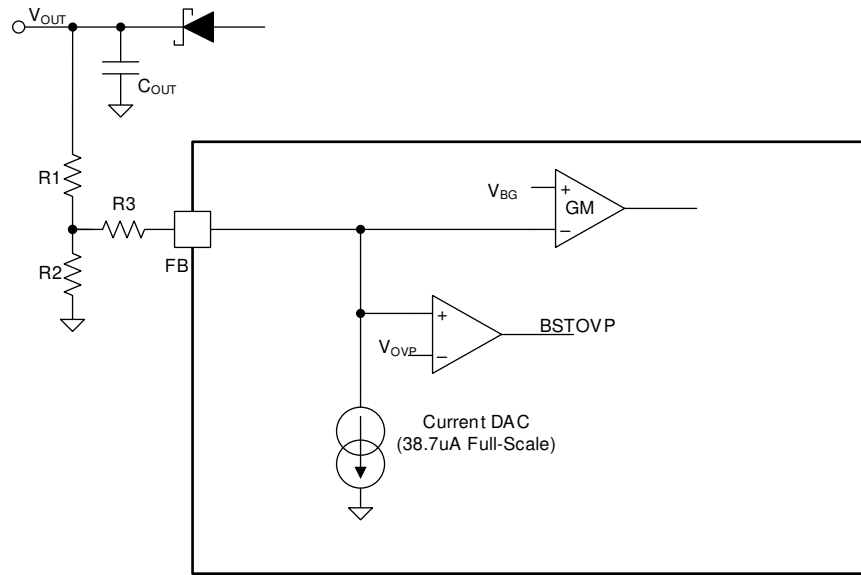 VOUT
COUT
R1
R3
R2
FB
VBG
+
GM
−
+
VOVP
−
BSTOVP
Current DAC
(38.7uA Full-Scale)